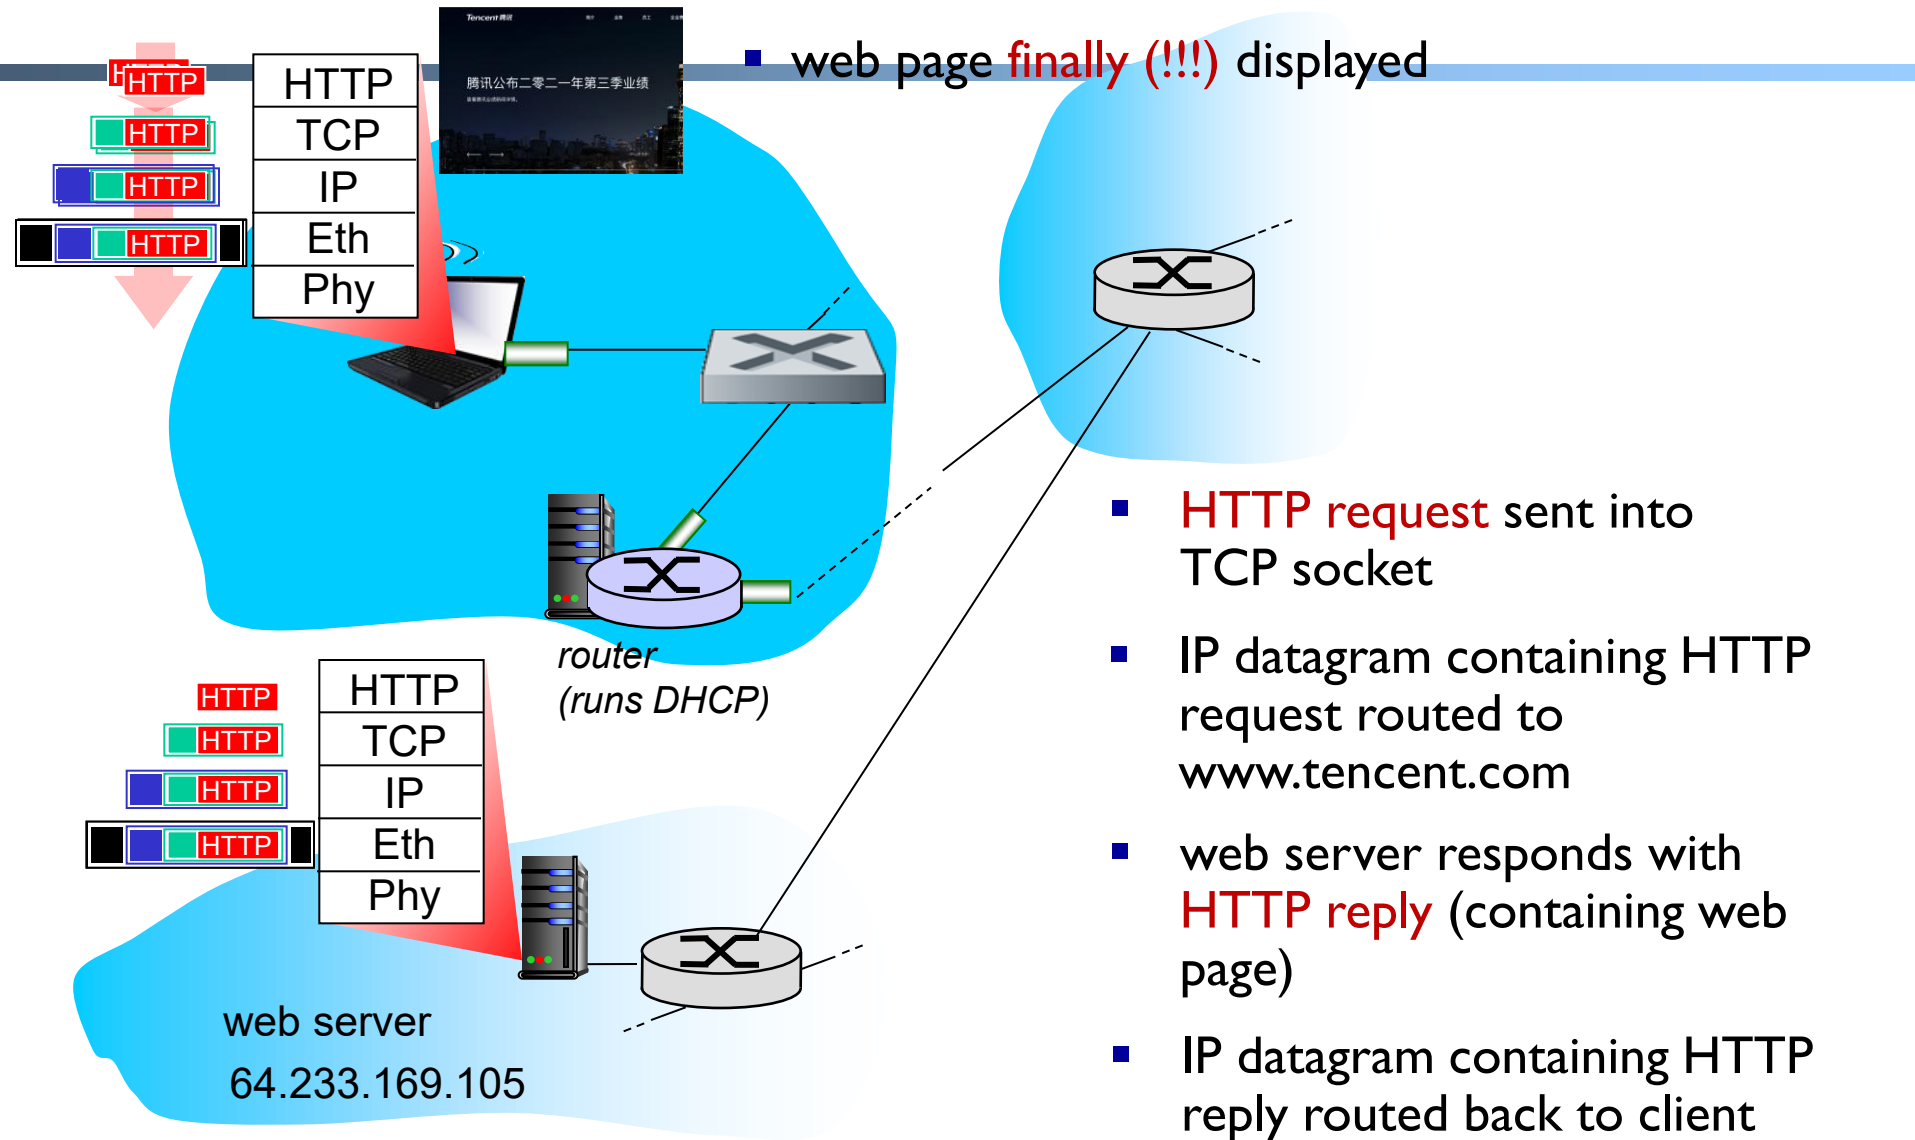 web page finally (!!!) displayed
Tencent 腾讯
腾讯公布二零二一年第三季业绩
HTTP
HTTP
HTTP
HTTP
HTTP
HTTP
TCP
IP
Eth
Phy
router
(runs DHCP)
HTTP
HTTP
HTTP
HTTP
HTTP
TCP
IP
Eth
Phy
web server
64.233.169.105
HTTP request sent into
TCP socket
IP datagram containing HTTP
request routed to
www.tencent.com
web server responds with
HTTP reply (containing web
page)
IP datagram containing HTTP
reply routed back to client